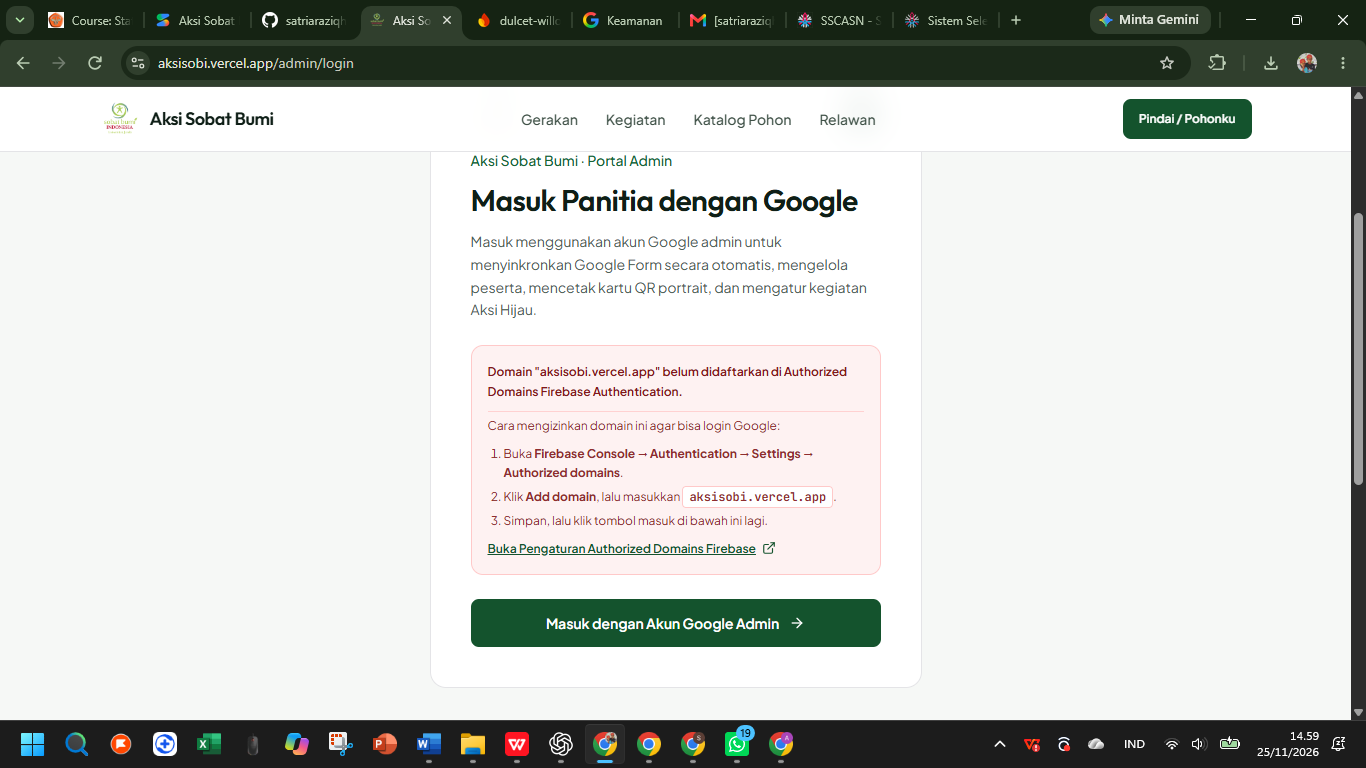 Course: Sta
Aksi Sobat
satriaraziqh
Aksi So
dulcet-willo
Keamanan
[satriaraziq
SSCASN - S
Sistem Sele
Minta Gemini
aksisobi.vercel.app/admin/login
sobat bumi
INDONESIA
Aksi Sobat Bumi
Gerakan
Kegiatan
Katalog Pohon
Relawan
Pindai / Pohonku
Aksi Sobat Bumi · Portal Admin
Masuk Panitia dengan Google
Masuk menggunakan akun Google admin untuk
menyinkronkan Google Form secara otomatis, mengelola
peserta, mencetak kartu QR portrait, dan mengatur kegiatan
Aksi Hijau.
Domain "aksisobi.vercel.app" belum didaftarkan di Authorized
Domains Firebase Authentication.
Cara mengizinkan domain ini agar bisa login Google:
1. Buka Firebase Console → Authentication → Settings →
Authorized domains.
2. Klik Add domain, lalu masukkan aksisobi.vercel.app .
3. Simpan, lalu klik tombol masuk di bawah ini lagi.
Buka Pengaturan Authorized Domains Firebase
Masuk dengan Akun Google Admin →
19
IND
14.59
25/11/2026